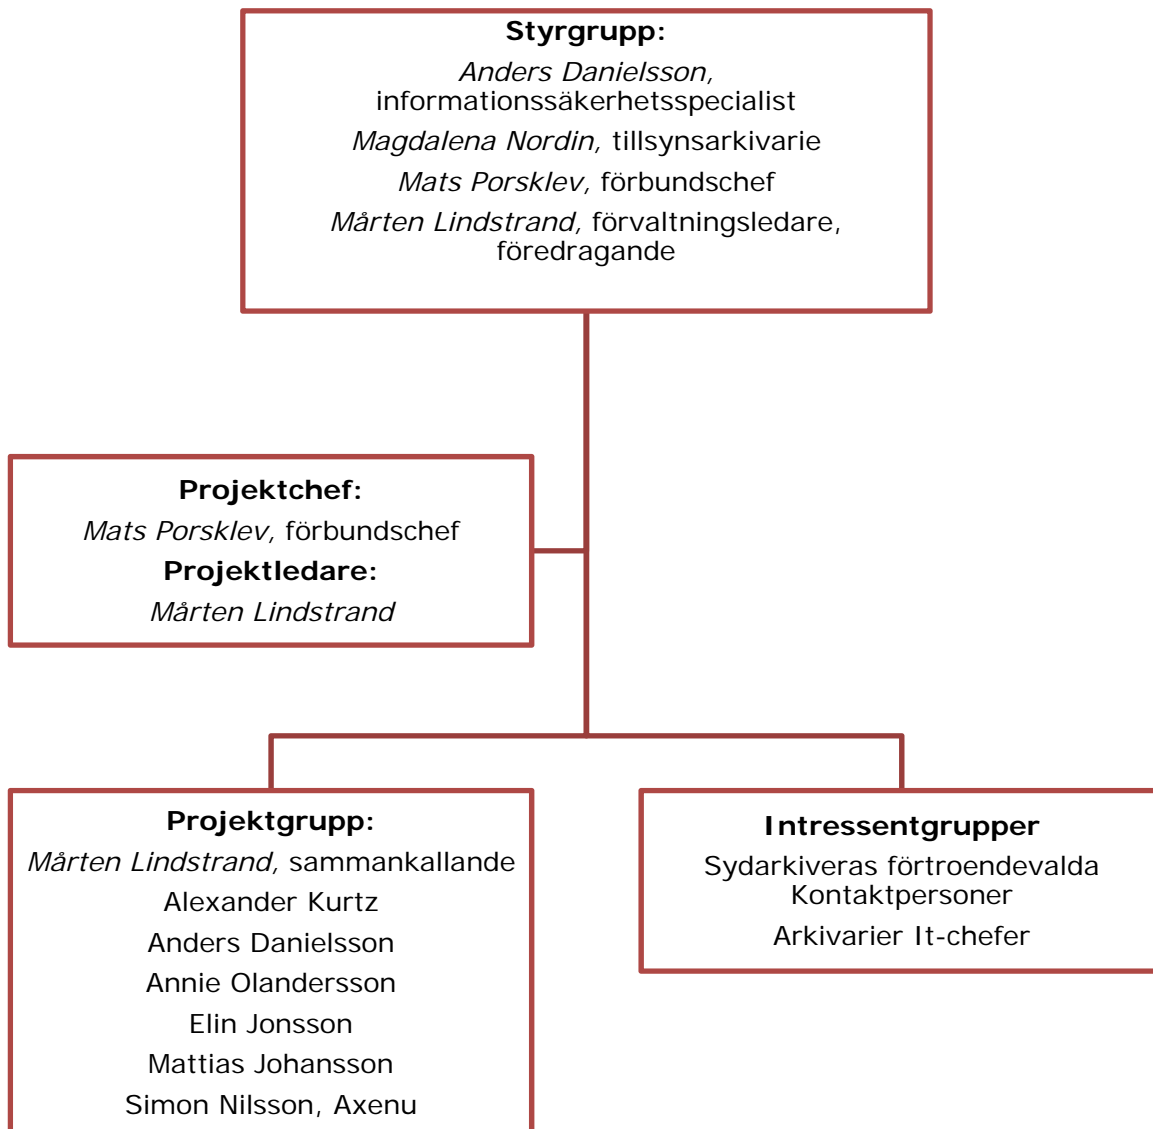 Styrgrupp:
Anders Danielsson,
informationssäkerhetsspecialist
Magdalena Nordin, tillsynsarkivarie
Mats Porsklev, förbundschef
Mårten Lindstrand, förvaltningsledare,
föredragande
Projektchef:
Mats Porsklev, förbundschef
Projektledare:
Mårten Lindstrand
Projektgrupp:
Mårten Lindstrand, sammankallande
Alexander Kurtz
Anders Danielsson
Annie Olandersson
Elin Jonsson
Mattias Johansson
Simon Nilsson, Axenu
Intressentgrupper
Sydarkiveras förtroendevalda
Kontaktpersoner
Arkivarier It-chefer